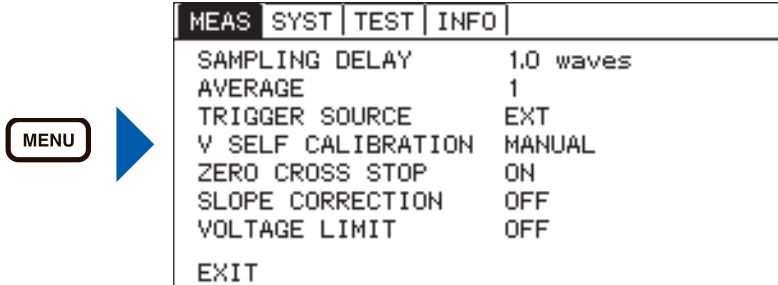 MEAS SYST TEST INFO
MENU
SAMPLING DELAY 1.0 waves
AVERAGE 1
TRIGGER SOURCE EXT
V SELF CALIBRATION MANUAL
ZERO CROSS STOP ON
SLOPE CORRECTION OFF
VOLTAGE LIMIT OFF
EXIT